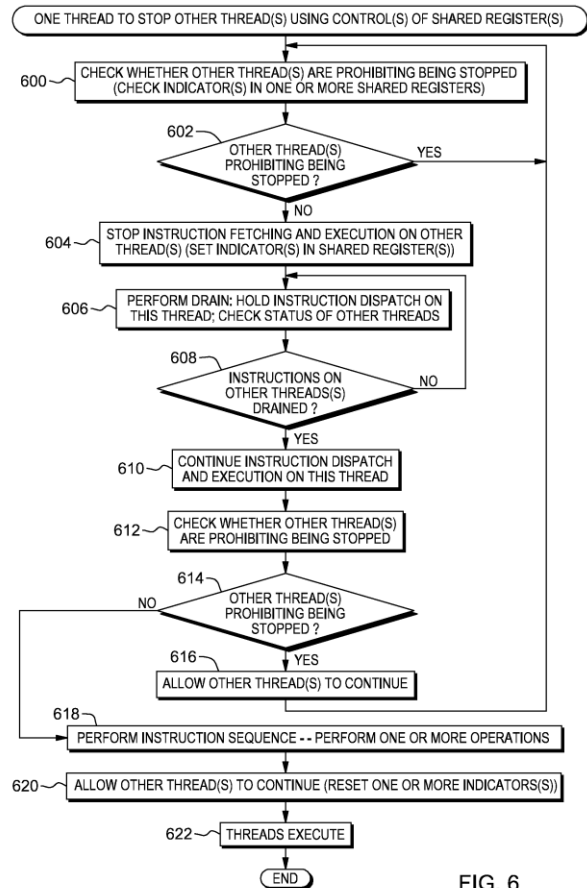 ONE THREAD TO STOP OTHER THREAD(S) USING CONTROL(S) OF SHARED REGISTER(S)
600
CHECK WHETHER OTHER THREAD(S) ARE PROHIBITING BEING STOPPED
(CHECK INDICATOR(S) IN ONE OR MORE SHARED REGISTERS)
602
OTHER THREAD(S)
PROHIBITING BEING
STOPPED ?
YES
NO
604
STOP INSTRUCTION FETCHING AND EXECUTION ON OTHER
THREAD(S) (SET INDICATOR(S) IN SHARED REGISTER(S))
606
PERFORM DRAIN: HOLD INSTRUCTION DISPATCH ON
THIS THREAD; CHECK STATUS OF OTHER THREADS
608
INSTRUCTIONS ON
OTHER THREADS(S)
DRAINED ?
NO
YES
610
CONTINUE INSTRUCTION DISPATCH
AND EXECUTION ON THIS THREAD
612
CHECK WHETHER OTHER THREAD(S)
ARE PROHIBITING BEING STOPPED
614
NO
OTHER THREAD(S)
PROHIBITING BEING
STOPPED ?
YES
616
ALLOW OTHER THREAD(S) TO CONTINUE
618
PERFORM INSTRUCTION SEQUENCE -- PERFORM ONE OR MORE OPERATIONS
620
ALLOW OTHER THREAD(S) TO CONTINUE (RESET ONE OR MORE INDICATORS(S))
622
THREADS EXECUTE
END
FIG. 6